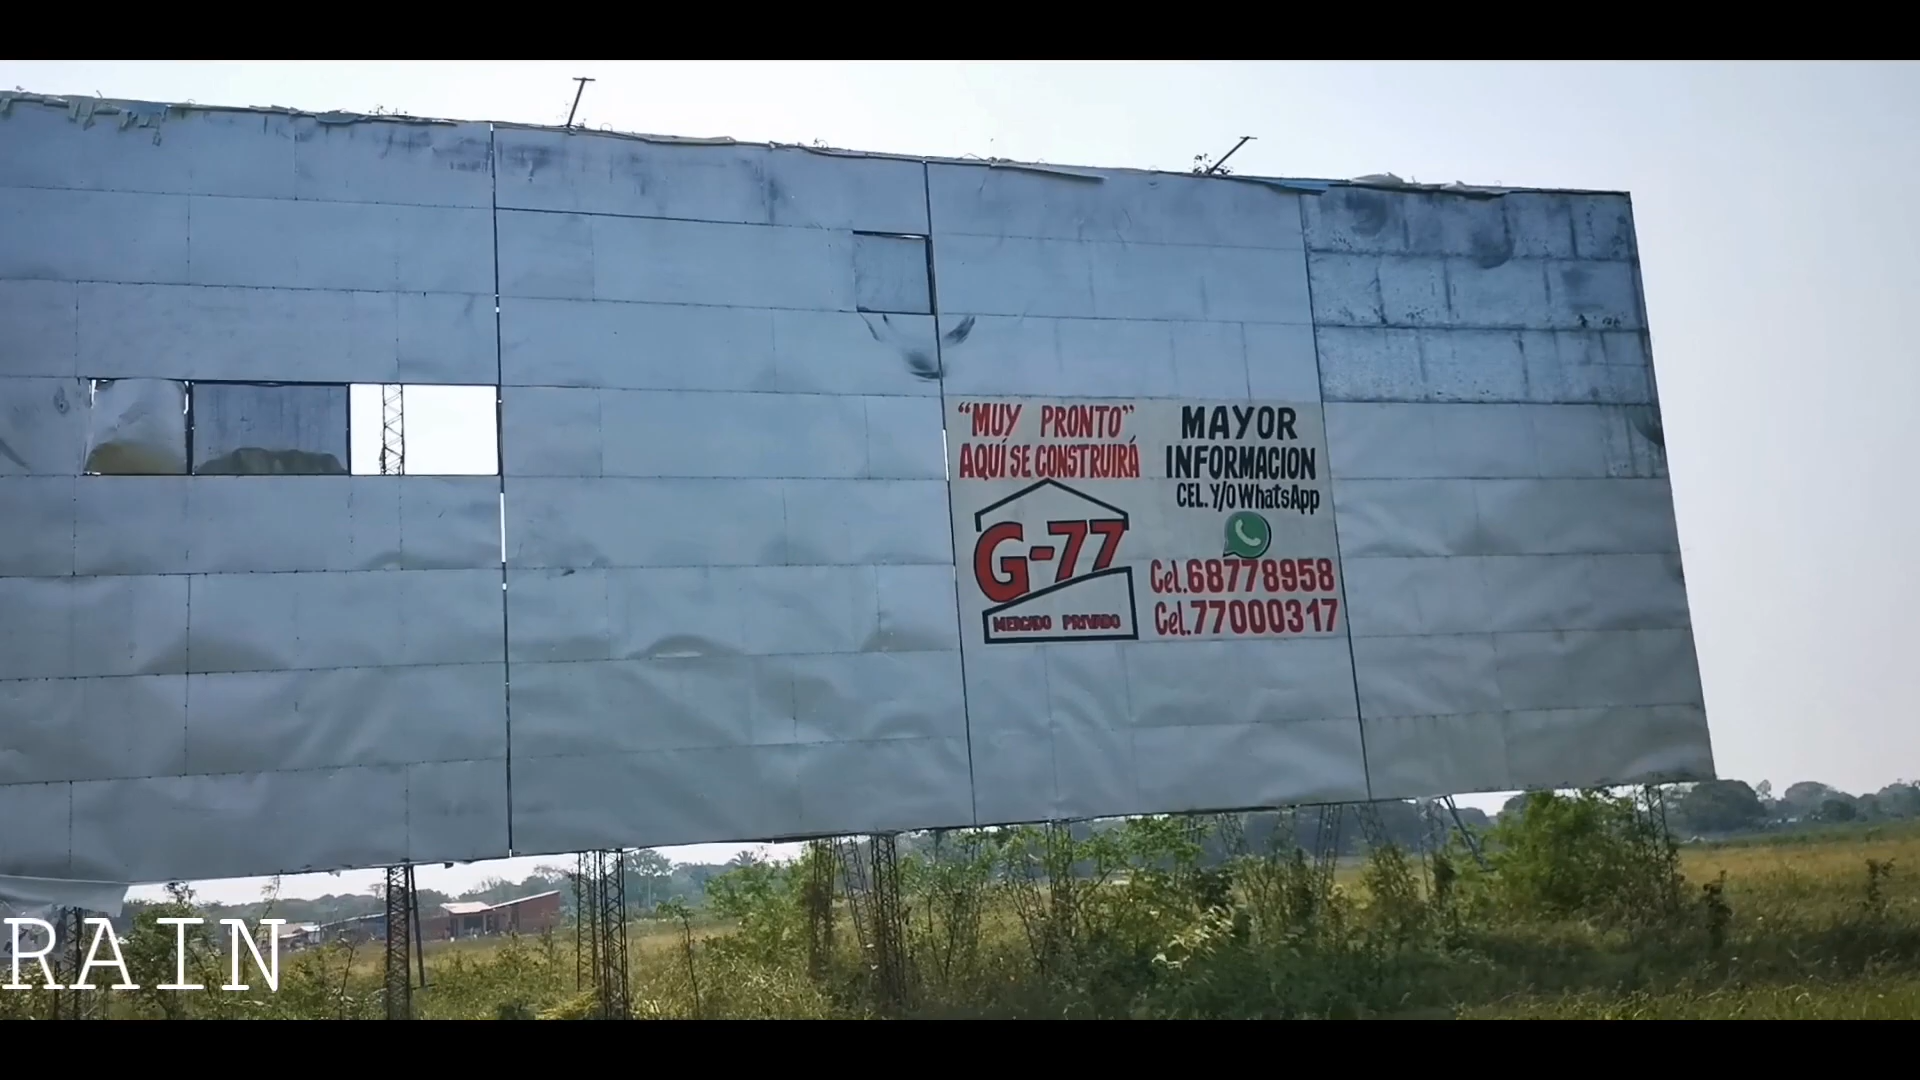 “MUY PRONTO”
AQUÍ SE CONSTRUIRÁ
G-77
MERCADO PRIVADO
MAYOR
INFORMACION
CEL. Y/O WhatsApp
Cel.68778958
Cel.77000317
RAIN